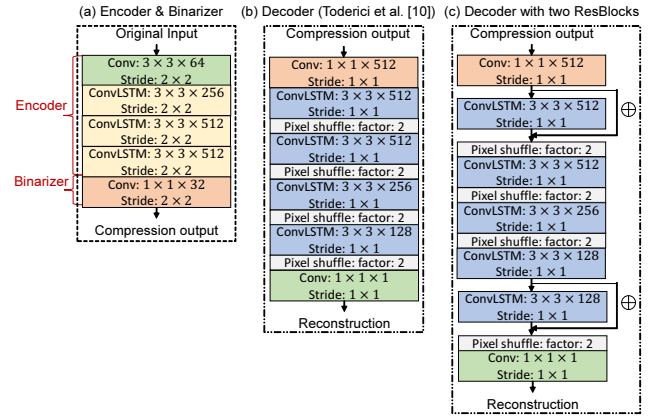 (a) Encoder & Binarizer
Original Input
Conv: 3 × 3 × 64
Stride: 2 × 2
ConvLSTM: 3 × 3 × 256
Stride: 2 × 2
ConvLSTM: 3 × 3 × 512
Stride: 2 × 2
ConvLSTM: 3 × 3 × 512
Stride: 2 × 2
Conv: 1 × 1 × 32
Stride: 2 × 2
Compression output
Encoder
Binarizer
(b) Decoder (Toderici et al. [10])
Compression output
Conv: 1 × 1 × 512
Stride: 1 × 1
ConvLSTM: 3 × 3 × 512
Stride: 1 × 1
Pixel shuffle: factor: 2
ConvLSTM: 3 × 3 × 512
Stride: 1 × 1
Pixel shuffle: factor: 2
ConvLSTM: 3 × 3 × 256
Stride: 1 × 1
Pixel shuffle: factor: 2
ConvLSTM: 3 × 3 × 128
Stride: 1 × 1
Pixel shuffle: factor: 2
Conv: 1 × 1 × 1
Stride: 1 × 1
Reconstruction
(c) Decoder with two ResBlocks
Compression output
Conv: 1 × 1 × 512
Stride: 1 × 1
ConvLSTM: 3 × 3 × 512
Stride: 1 × 1
⊕
Pixel shuffle: factor: 2
ConvLSTM: 3 × 3 × 512
Stride: 1 × 1
Pixel shuffle: factor: 2
ConvLSTM: 3 × 3 × 256
Stride: 1 × 1
Pixel shuffle: factor: 2
ConvLSTM: 3 × 3 × 128
Stride: 1 × 1
ConvLSTM: 3 × 3 × 128
Stride: 1 × 1
⊕
Pixel shuffle: factor: 2
Conv: 1 × 1 × 1
Stride: 1 × 1
Reconstruction